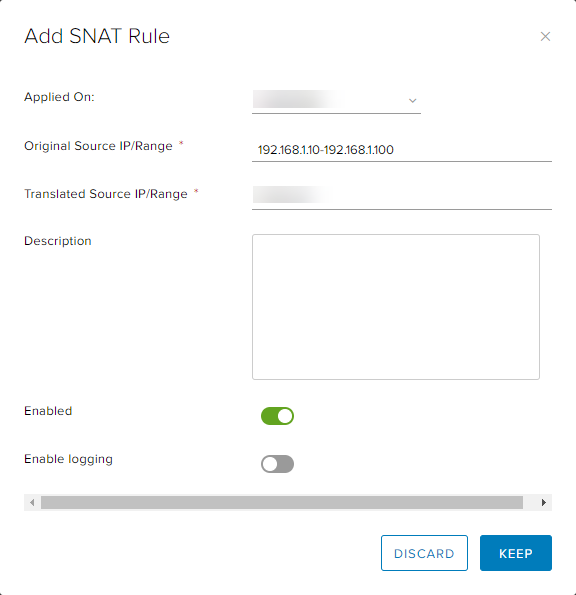 Add SNAT Rule
Applied On:
Original Source IP/Range *
192.168.1.10-192.168.1.100
Translated Source IP/Range *
Description
Enabled
Enable logging
DISCARD
KEEP